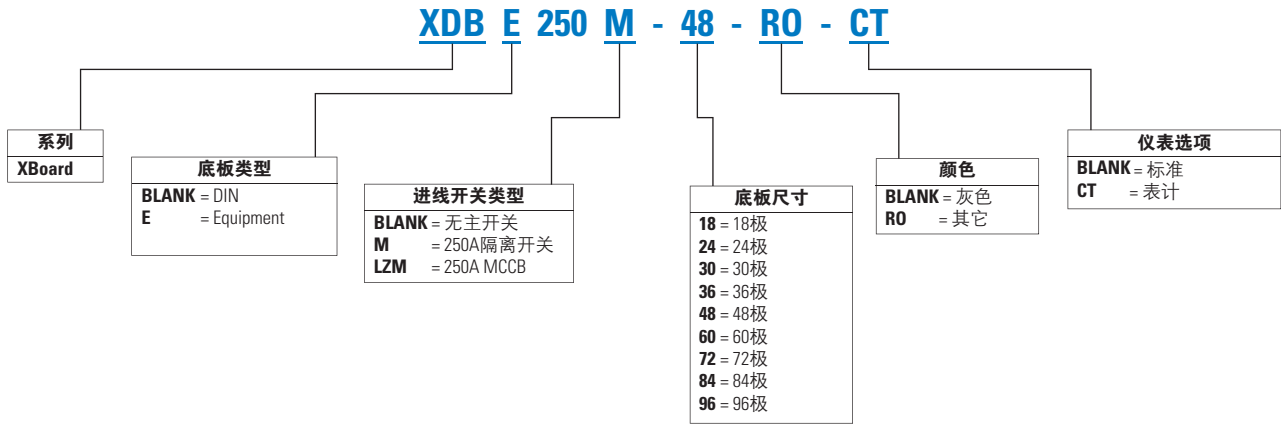 XDB E 250 M - 48 - RO - CT
系列
XBoard
底板类型
BLANK = DIN
E = Equipment
进线开关类型
BLANK = 无主开关
M = 250A隔离开关
LZM = 250A MCCB
底板尺寸
18 = 18极
24 = 24极
30 = 30极
36 = 36极
48 = 48极
60 = 60极
72 = 72极
84 = 84极
96 = 96极
颜色
BLANK = 灰色
RO = 其它
仪表选项
BLANK = 标准
CT = 表计